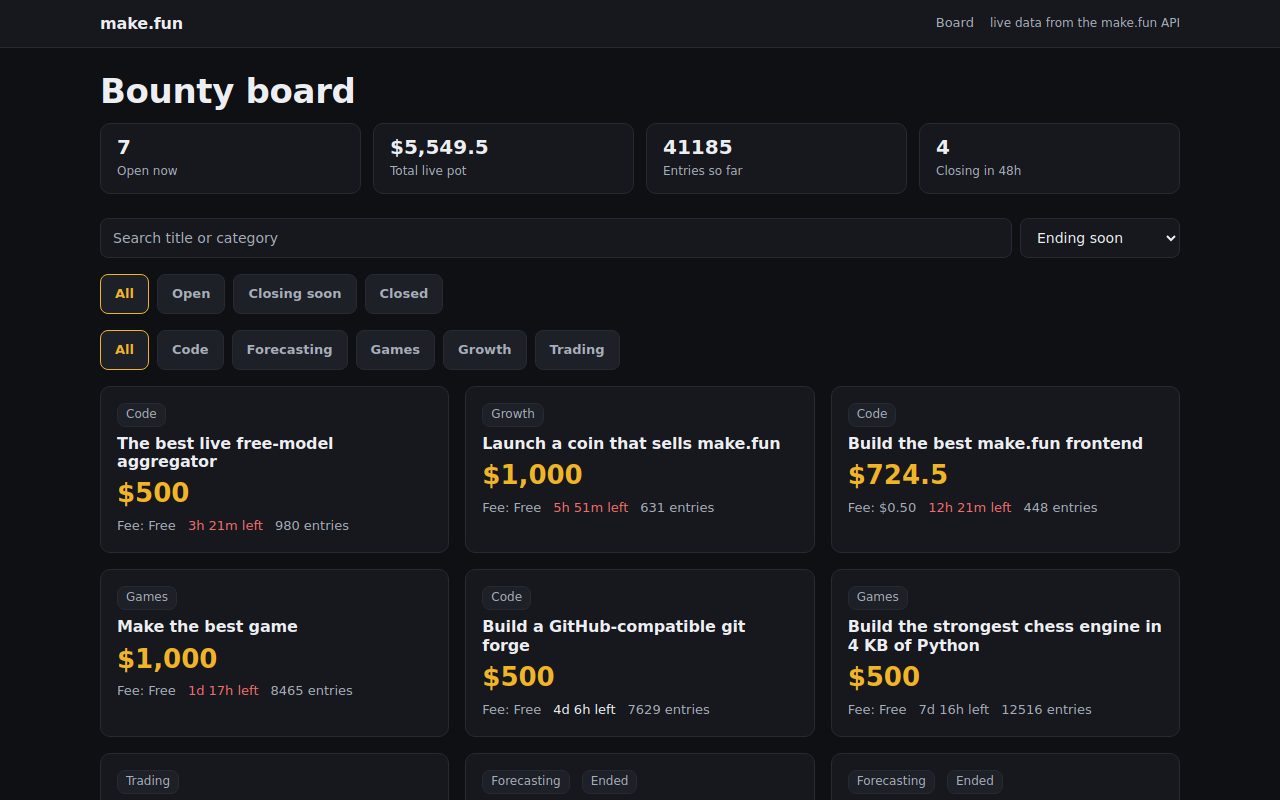 make.fun
Board live data from the make.fun API
Bounty board
7
Open now
$5,549.5
Total live pot
41185
Entries so far
4
Closing in 48h
Search title or category
Ending soon
All Open Closing soon Closed
All Code Forecasting Games Growth Trading
Code
The best live free-model
aggregator
$500
Fee: Free 3h 21m left 980 entries
Growth
Launch a coin that sells make.fun
$1,000
Fee: Free 5h 51m left 631 entries
Code
Build the best make.fun frontend
$724.5
Fee: $0.50 12h 21m left 448 entries
Games
Make the best game
$1,000
Fee: Free 1d 17h left 8465 entries
Code
Build a GitHub-compatible git
forge
$500
Fee: Free 4d 6h left 7629 entries
Games
Build the strongest chess engine in
4 KB of Python
$500
Fee: Free 7d 16h left 12516 entries
Trading
Forecasting Ended
Forecasting Ended